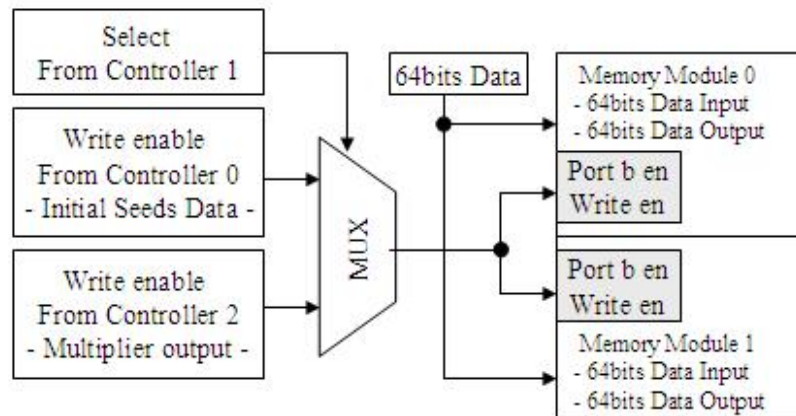 Select
From Controller 1
Write enable
From Controller 0
- Initial Seeds Data -
Write enable
From Controller 2
- Multiplier output -
MUX
64bits Data
Memory Module 0
- 64bits Data Input
- 64bits Data Output
Port b en
Write en
Port b en
Write en
Memory Module 1
- 64bits Data Input
- 64bits Data Output